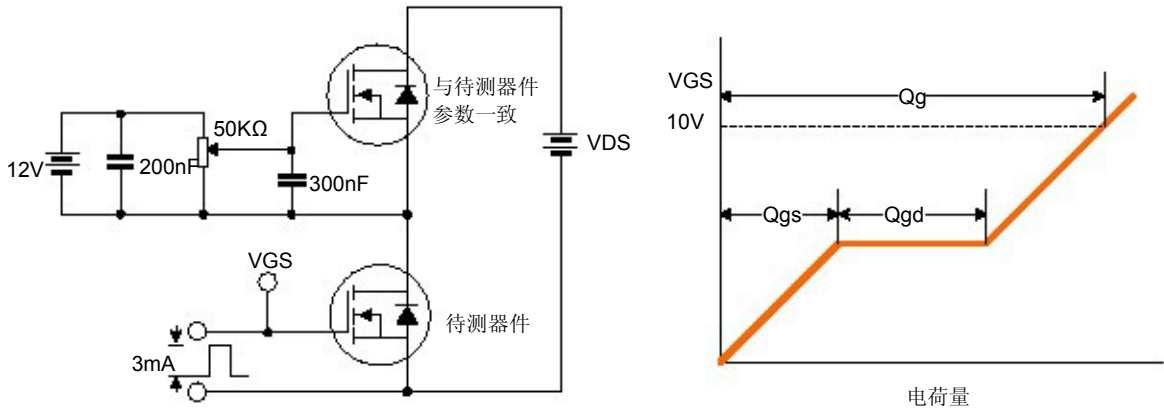 与待测器件
参数一致
50KΩ
12V
200nF
300nF
VDS
VGS
待测器件
3mA
VGS
Qg
10V
Qgs
Qgd
电荷量